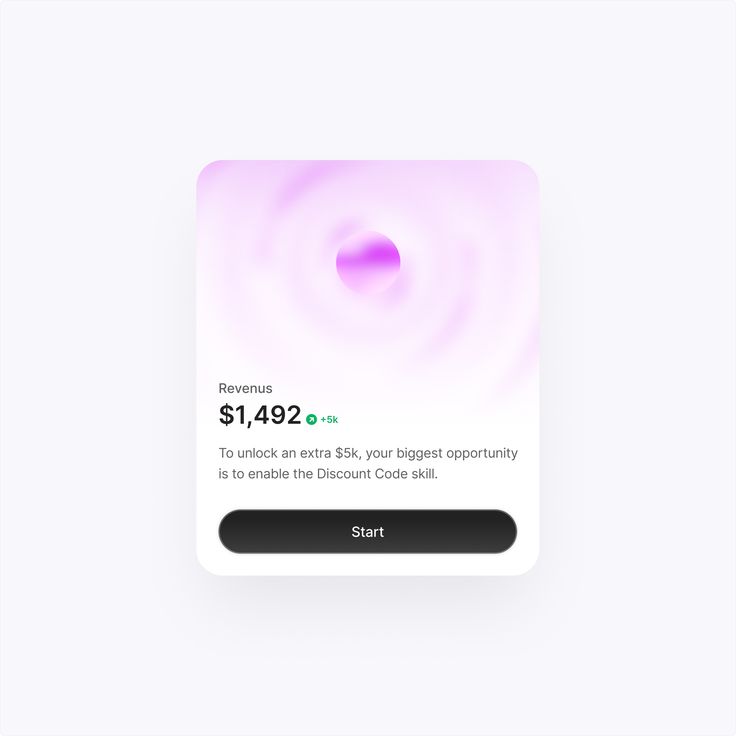 Revenus
$1,492 +5k
To unlock an extra $5k, your biggest opportunity
is to enable the Discount Code skill.
Start